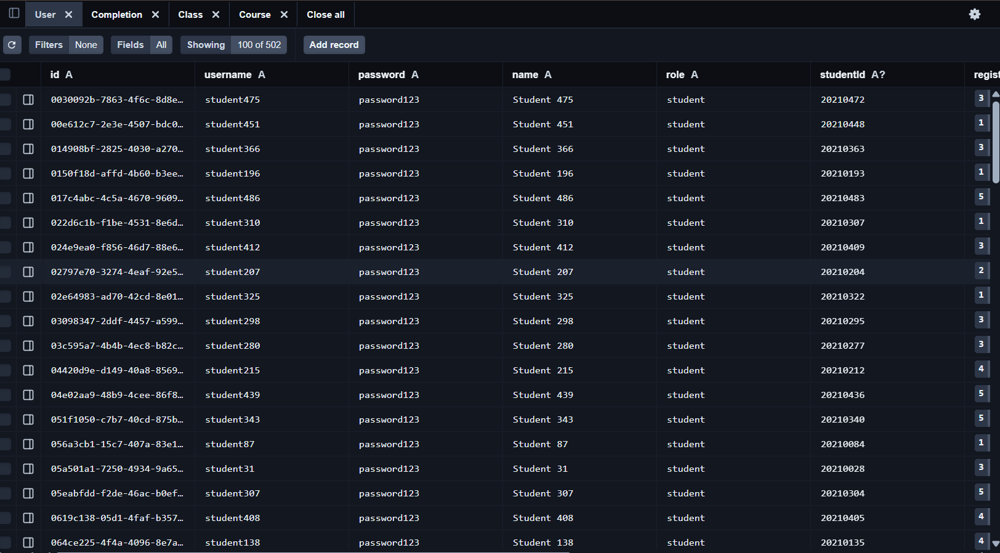 User Completion Class Course Close all
Filters None Fields All Showing 100 of 502 Add record
id A username A password A name A role A studentId A? regist
0030092b-7863-4f6c-8d8e… student475 password123 Student 475 student 20210472 3
00e612c7-2e3e-4507-bdc0… student451 password123 Student 451 student 20210448 1
014908bf-2825-4030-a270… student366 password123 Student 366 student 20210363 3
0150f18d-affd-4b60-b3ee… student196 password123 Student 196 student 20210193 1
017c4abc-4c5a-4670-9609… student486 password123 Student 486 student 20210483 5
022d6c1b-f1be-4531-8e6d… student310 password123 Student 310 student 20210307 1
024e9ea0-f856-46d7-88e6… student412 password123 Student 412 student 20210409 3
02797e70-3274-4eaf-92e5… student207 password123 Student 207 student 20210204 2
02e64983-ad70-42cd-8e01… student325 password123 Student 325 student 20210322 1
03098347-2ddf-4457-a599… student298 password123 Student 298 student 20210295 3
03c595a7-4b4b-4ec8-b82c… student280 password123 Student 280 student 20210277 3
04420d9e-d149-40a8-8569… student215 password123 Student 215 student 20210212 4
04e02aa9-48b9-4cee-86f8… student439 password123 Student 439 student 20210436 5
051f1050-c7b7-40cd-875b… student343 password123 Student 343 student 20210340 5
056a3cb1-15c7-407a-83e1… student87 password123 Student 87 student 20210084 1
05a501a1-7250-4934-9a65… student31 password123 Student 31 student 20210028 3
05eabfdd-f2de-46ac-b0ef… student307 password123 Student 307 student 20210304 5
0619c138-05d1-4faf-b357… student408 password123 Student 408 student 20210405 4
064ce225-4f4a-4096-8e7a… student138 password123 Student 138 student 20210135 4